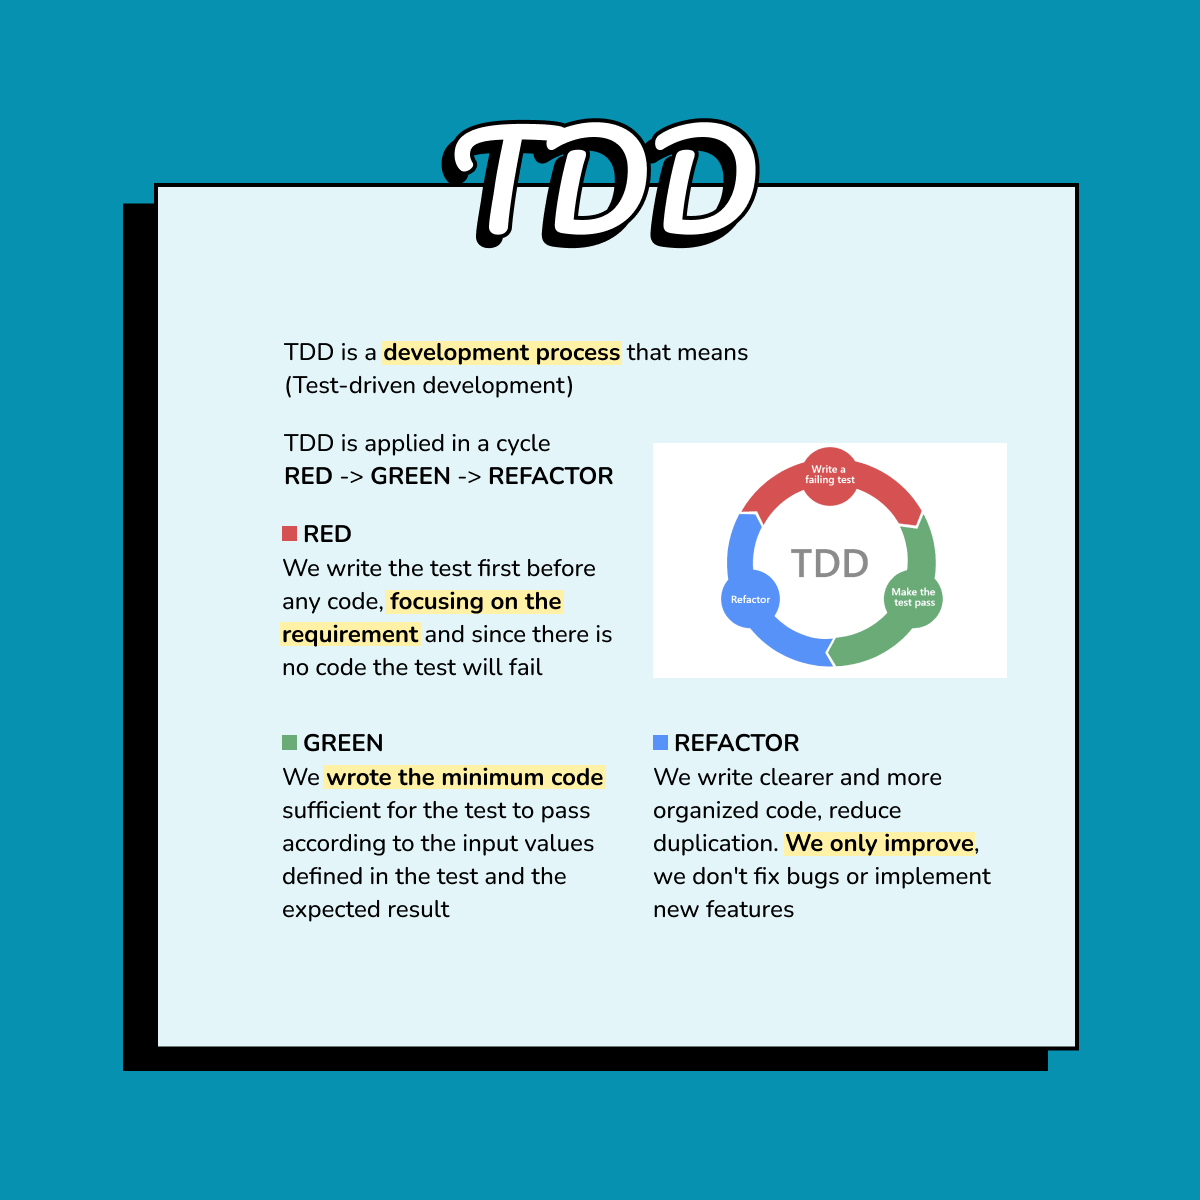 TDD
TDD is a development process that means
(Test-driven development)
TDD is applied in a cycle
RED -> GREEN -> REFACTOR
RED
We write the test first before
any code, focusing on the
requirement and since there is
no code the test will fail
Write a
failing test
TDD
Refactor
Make the
test pass
GREEN
We wrote the minimum code
sufficient for the test to pass
according to the input values
defined in the test and the
expected result
REFACTOR
We write clearer and more
organized code, reduce
duplication. We only improve,
we don't fix bugs or implement
new features